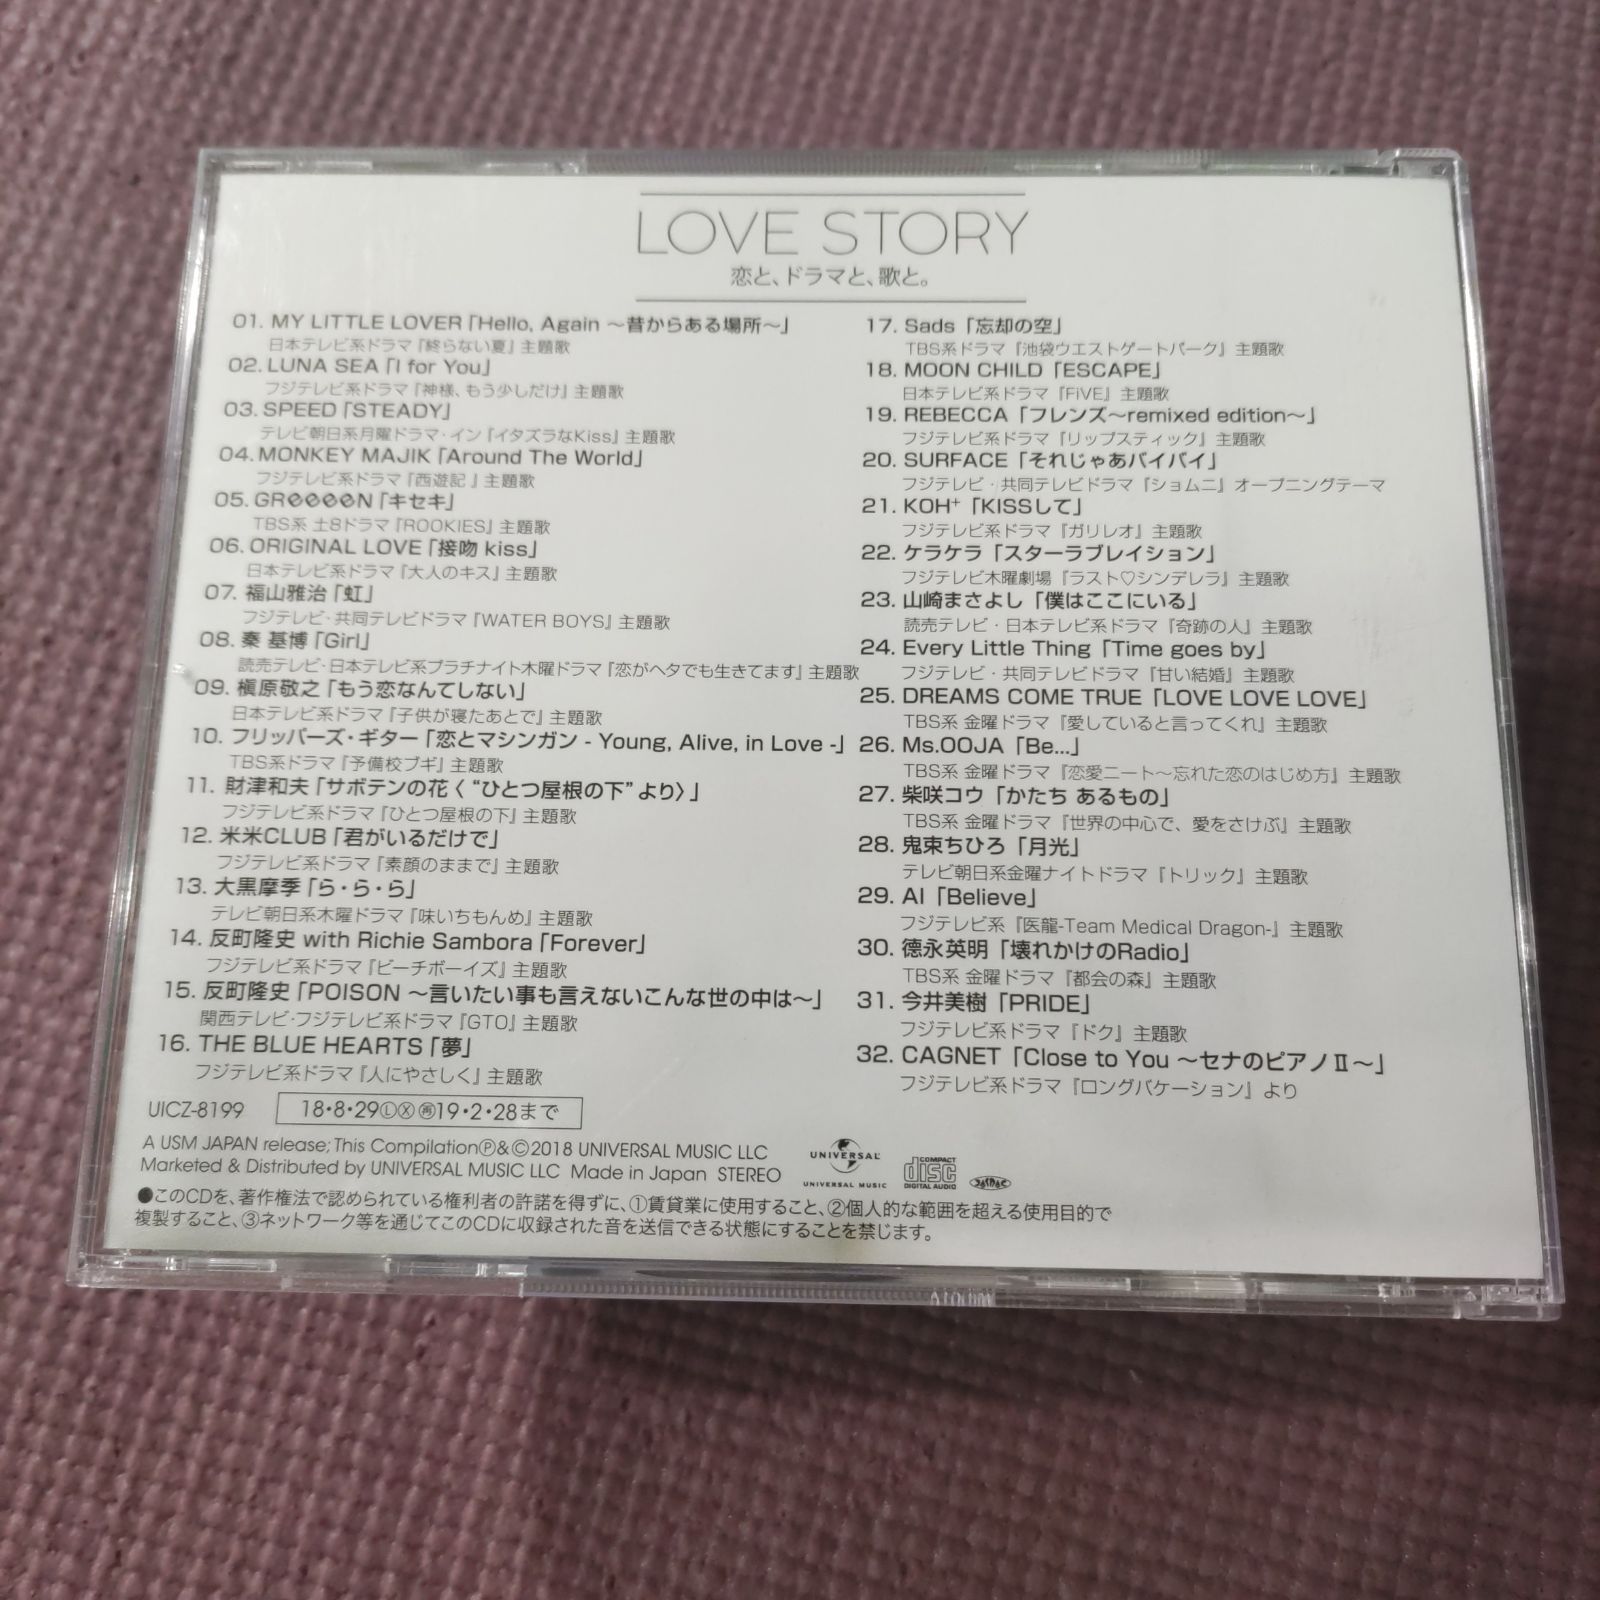 LOVE STORY
恋と、ドラマと、歌と。
01. MY LITTLE LOVER「Hello, Again 〜昔からある場所〜」
日本テレビ系ドラマ『終らない夏』主題歌
02. LUNA SEA「I for You」
フジテレビ系ドラマ『神様、もう少しだけ』主題歌
03. SPEED「STEADY」
テレビ朝日系月曜ドラマ・イン『イタズラなKiss』主題歌
04. MONKEY MAJIK「Around The World」
フジテレビ系ドラマ『西遊記 』主題歌
05. GReeeeN「キセキ」
TBS系 土8ドラマ『ROOKIES』主題歌
06. ORIGINAL LOVE「接吻 kiss」
日本テレビ系ドラマ『大人のキス』主題歌
07. 福山雅治「虹」
フジテレビ・共同テレビドラマ『WATER BOYS』主題歌
08. 秦 基博「Girl」
読売テレビ・日本テレビ系プラチナイト木曜ドラマ『恋がヘタでも生きてます』主題歌
09. 槇原敬之「もう恋なんてしない」
日本テレビ系ドラマ『子供が寝たあとで』主題歌
10. フリッパーズ・ギター「恋とマシンガン - Young, Alive, in Love -」
TBS系ドラマ『予備校ブギ』主題歌
11. 財津和夫「サボテンの花〈 “ひとつ屋根の下” より〉」
フジテレビ系ドラマ『ひとつ屋根の下』主題歌
12. 米米CLUB「君がいるだけで」
フジテレビ系ドラマ『素顔のままで』主題歌
13. 大黒摩季「ら・ら・ら」
テレビ朝日系木曜ドラマ『味いちもんめ』主題歌
14. 反町隆史 with Richie Sambora「Forever」
フジテレビ系ドラマ『ビーチボーイズ』主題歌
15. 反町隆史「POISON 〜言いたい事も言えないこんな世の中は〜」
関西テレビ・フジテレビ系ドラマ『GTO』主題歌
16. THE BLUE HEARTS「夢」
フジテレビ系ドラマ『人にやさしく』主題歌
17. Sads「忘却の空」
TBS系ドラマ『池袋ウエストゲートパーク』主題歌
18. MOON CHILD「ESCAPE」
日本テレビ系ドラマ『FiVE』主題歌
19. REBECCA「フレンズ〜remixed edition〜」
フジテレビ系ドラマ『リップスティック』主題歌
20. SURFACE「それじゃあバイバイ」
フジテレビ・共同テレビドラマ『ショムニ』オープニングテーマ
21. KOH⁺「KISSして」
フジテレビ系ドラマ『ガリレオ』主題歌
22. ケラケラ「スターラブレイション」
フジテレビ木曜劇場『ラスト♡シンデレラ』主題歌
23. 山崎まさよし「僕はここにいる」
読売テレビ・日本テレビ系ドラマ『奇跡の人』主題歌
24. Every Little Thing「Time goes by」
フジテレビ・共同テレビドラマ『甘い結婚』主題歌
25. DREAMS COME TRUE「LOVE LOVE LOVE」
TBS系 金曜ドラマ『愛していると言ってくれ』主題歌
26. Ms.OOJA「Be...」
TBS系 金曜ドラマ『恋愛ニート〜忘れた恋のはじめ方』主題歌
27. 柴咲コウ「かたち あるもの」
TBS系 金曜ドラマ『世界の中心で、愛をさけぶ』主題歌
28. 鬼束ちひろ「月光」
テレビ朝日系金曜ナイトドラマ『トリック』主題歌
29. AI「Believe」
フジテレビ系『医龍-Team Medical Dragon-』主題歌
30. 德永英明「壊れかけのRadio」
TBS系 金曜ドラマ『都会の森』主題歌
31. 今井美樹「PRIDE」
フジテレビ系ドラマ『ドク』主題歌
32. CAGNET「Close to You 〜セナのピアノⅡ〜」
フジテレビ系ドラマ『ロングバケーション』より
UICZ-8199 18・8・29ⓁⓍ㊢19・2・28まで
A USM JAPAN release; This CompilationⓅ&Ⓒ2018 UNIVERSAL MUSIC LLC
Marketed & Distributed by UNIVERSAL MUSIC LLC Made in Japan STEREO
UNIVERSAL
UNIVERSAL MUSIC
COMPACT
disc
DIGITAL AUDIO
JASRAC
●このCDを、著作権法で認められている権利者の許諾を得ずに、①賃貸業に使用すること、②個人的な範囲を超える使用目的で
複製すること、③ネットワーク等を通じてこのCDに収録された音を送信できる状態にすることを禁じます。